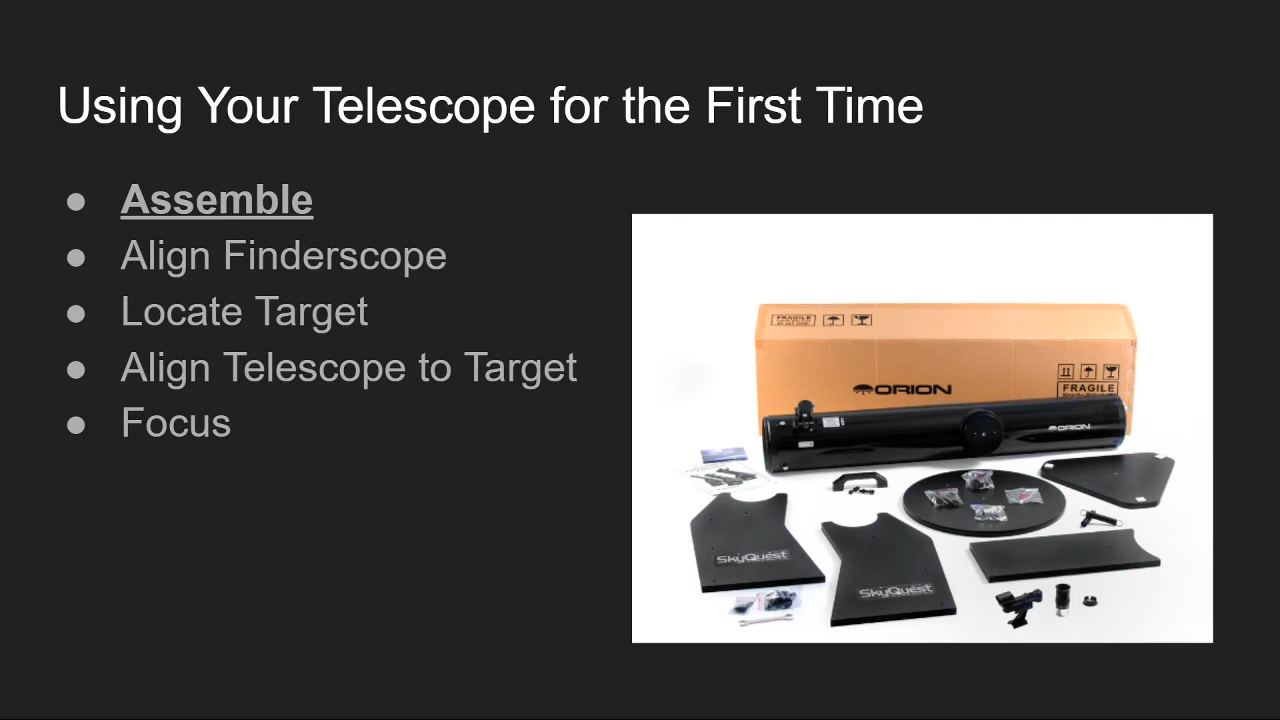 Using Your Telescope for the First Time
● Assemble
● Align Finderscope
● Locate Target
● Align Telescope to Target
● Focus
FRAGILE
ORION
FRAGILE
ORION
SkyQuest
SkyQuest